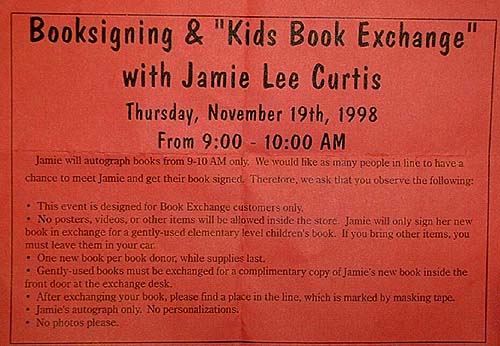 Booksigning & "Kids Book Exchange"
with Jamie Lee Curtis
Thursday, November 19th, 1998
From 9:00 - 10:00 AM
Jamie will autograph books from 9-10 AM only. We would like as many people in line to have a
chance to meet Jamie and get their book signed. Therefore, we ask that you observe the following:
• This event is designed for Book Exchange customers only.
• No posters, videos, or other items will be allowed inside the store. Jamie will only sign her new
book in exchange for a gently-used elementary level children's book. If you bring other items, you
must leave them in your car.
• One new book per book donor, while supplies last.
• Gently-used books must be exchanged for a complimentary copy of Jamie's new book inside the
front door at the exchange desk.
• After exchanging your book, please find a place in the line, which is marked by masking tape.
• Jamie's autograph only. No personalizations.
• No photos please.